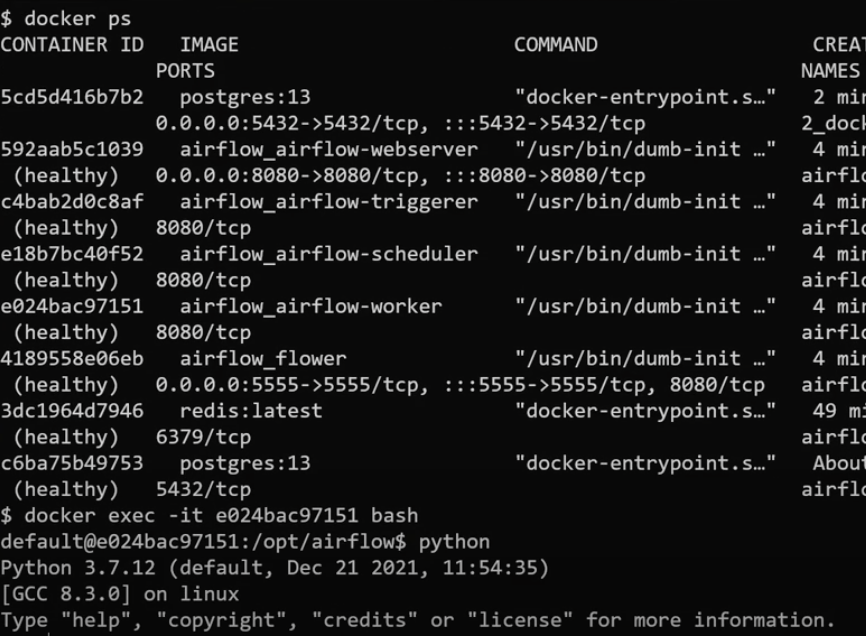 $ docker ps
CONTAINER ID   IMAGE                       COMMAND                  CREAT
             PORTS                                                 NAMES
5cd5d416b7b2   postgres:13                 "docker-entrypoint.s…"   2 min
             0.0.0.0:5432->5432/tcp, :::5432->5432/tcp             2_dock
592aab5c1039   airflow_airflow-webserver   "/usr/bin/dumb-init …"   4 min
 (healthy)   0.0.0.0:8080->8080/tcp, :::8080->8080/tcp             airflo
c4bab2d0c8af   airflow_airflow-triggerer   "/usr/bin/dumb-init …"   4 min
 (healthy)   8080/tcp                                              airflo
e18b7bc40f52   airflow_airflow-scheduler   "/usr/bin/dumb-init …"   4 min
 (healthy)   8080/tcp                                              airflo
e024bac97151   airflow_airflow-worker      "/usr/bin/dumb-init …"   4 min
 (healthy)   8080/tcp                                              airflo
4189558e06eb   airflow_flower              "/usr/bin/dumb-init …"   4 min
 (healthy)   0.0.0.0:5555->5555/tcp, :::5555->5555/tcp, 8080/tcp   airflo
3dc1964d7946   redis:latest                "docker-entrypoint.s…"   49 mi
 (healthy)   6379/tcp                                              airflo
c6ba75b49753   postgres:13                 "docker-entrypoint.s…"   About
 (healthy)   5432/tcp                                              airflo
$ docker exec -it e024bac97151 bash
default@e024bac97151:/opt/airflow$ python
Python 3.7.12 (default, Dec 21 2021, 11:54:35)
[GCC 8.3.0] on linux
Type "help", "copyright", "credits" or "license" for more information.